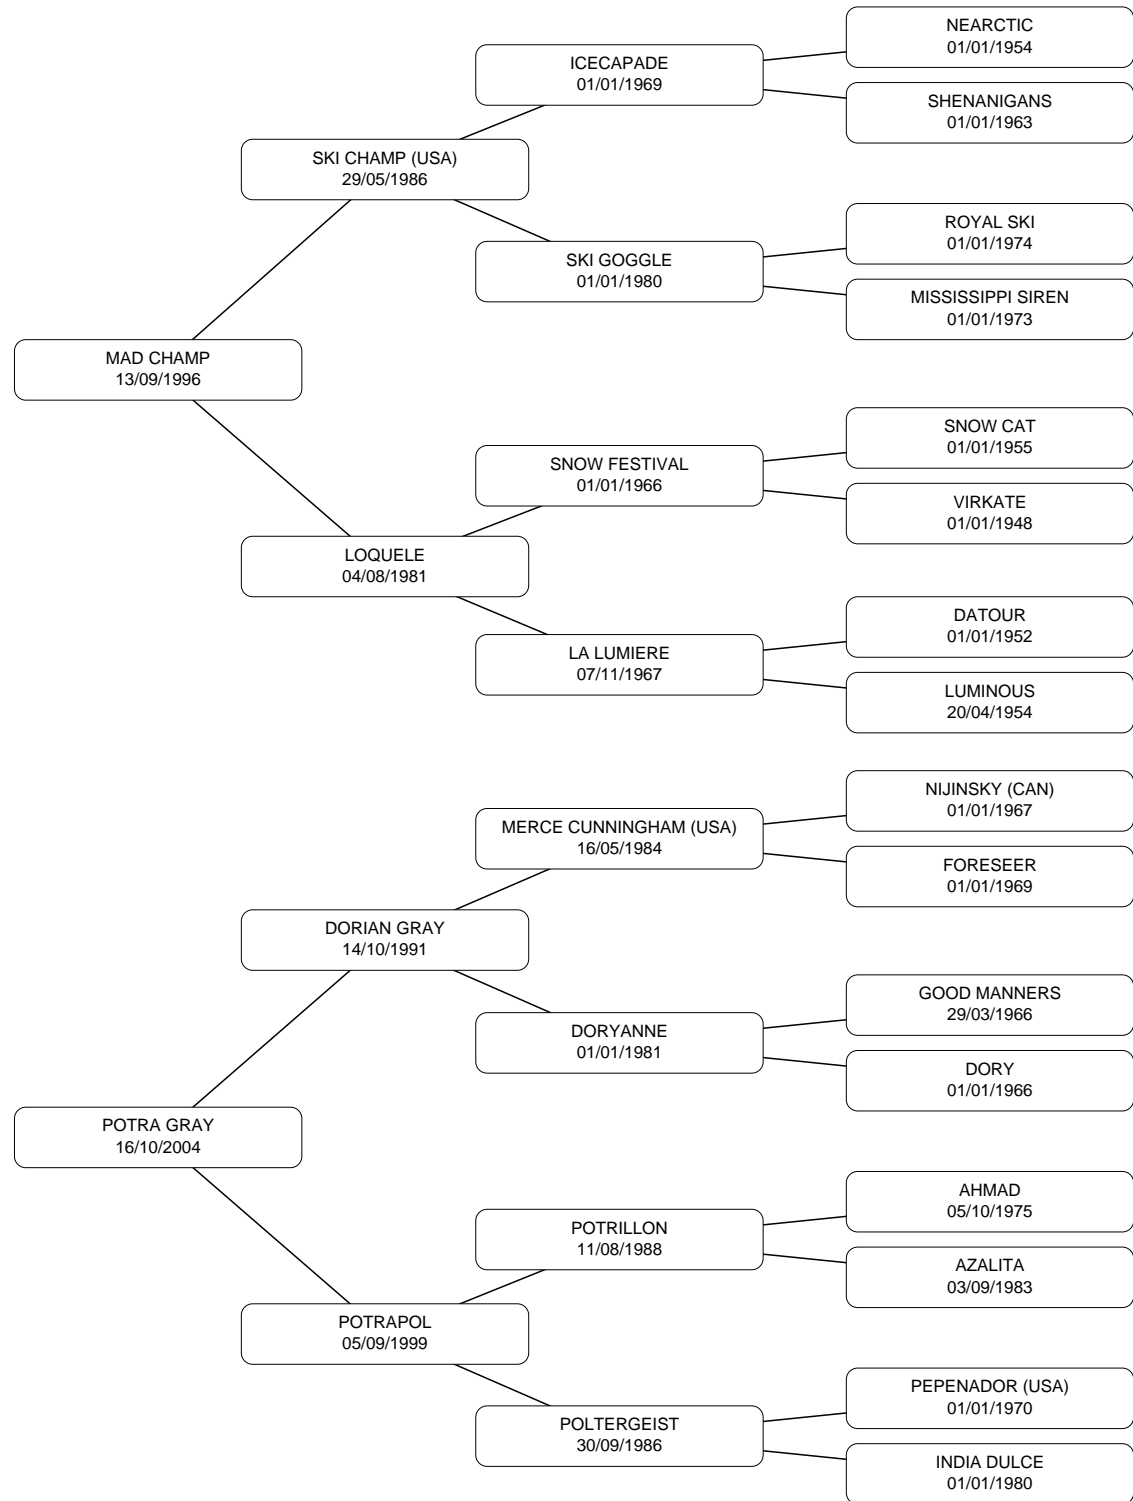 NEARCTIC
01/01/1954
ICECAPADE
01/01/1969
SHENANIGANS
01/01/1963
SKI CHAMP (USA)
29/05/1986
ROYAL SKI
01/01/1974
SKI GOGGLE
01/01/1980
MISSISSIPPI SIREN
01/01/1973
MAD CHAMP
13/09/1996
SNOW CAT
01/01/1955
SNOW FESTIVAL
01/01/1966
VIRKATE
01/01/1948
LOQUELE
04/08/1981
DATOUR
01/01/1952
LA LUMIERE
07/11/1967
LUMINOUS
20/04/1954
NIJINSKY (CAN)
01/01/1967
MERCE CUNNINGHAM (USA)
16/05/1984
FORESEER
01/01/1969
DORIAN GRAY
14/10/1991
GOOD MANNERS
29/03/1966
DORYANNE
01/01/1981
DORY
01/01/1966
POTRA GRAY
16/10/2004
AHMAD
05/10/1975
POTRILLON
11/08/1988
AZALITA
03/09/1983
POTRAPOL
05/09/1999
PEPENADOR (USA)
01/01/1970
POLTERGEIST
30/09/1986
INDIA DULCE
01/01/1980